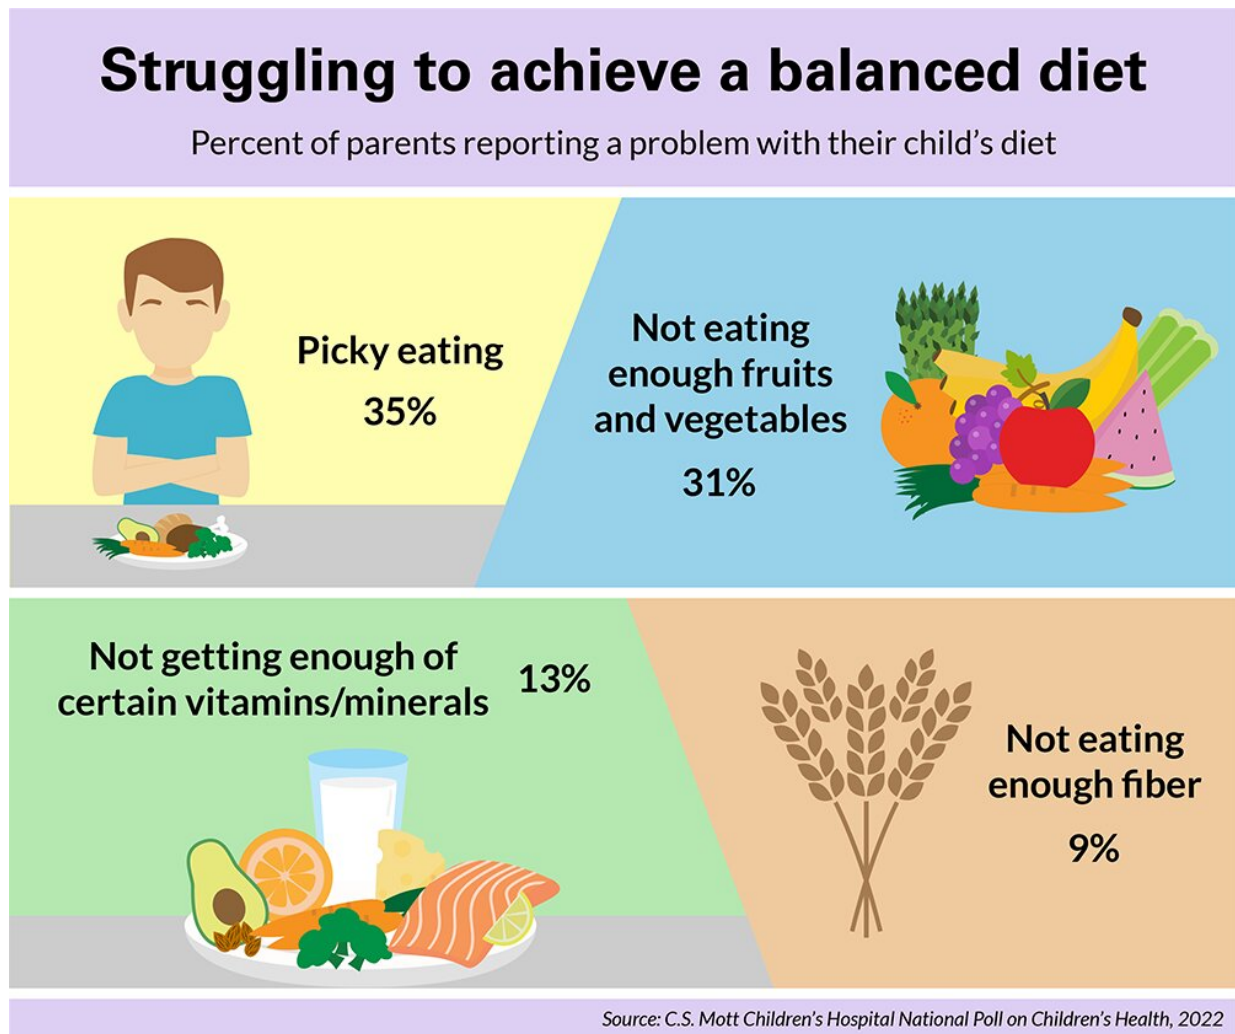 Struggling to achieve a balanced diet
Percent of parents reporting a problem with their child’s diet
Picky eating
35%
Not eating
enough fruits
and vegetables
31%
Not getting enough of
certain vitamins/minerals
13%
Not eating
enough fiber
9%
Source: C.S. Mott Children’s Hospital National Poll on Children’s Health, 2022